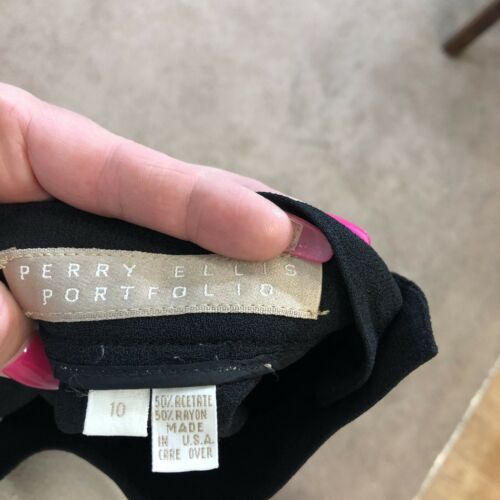 PERRY ELLIS
PORTFOLIO
10
50% ACETATE
50% RAYON
MADE
IN U.S.A.
CARE OVER